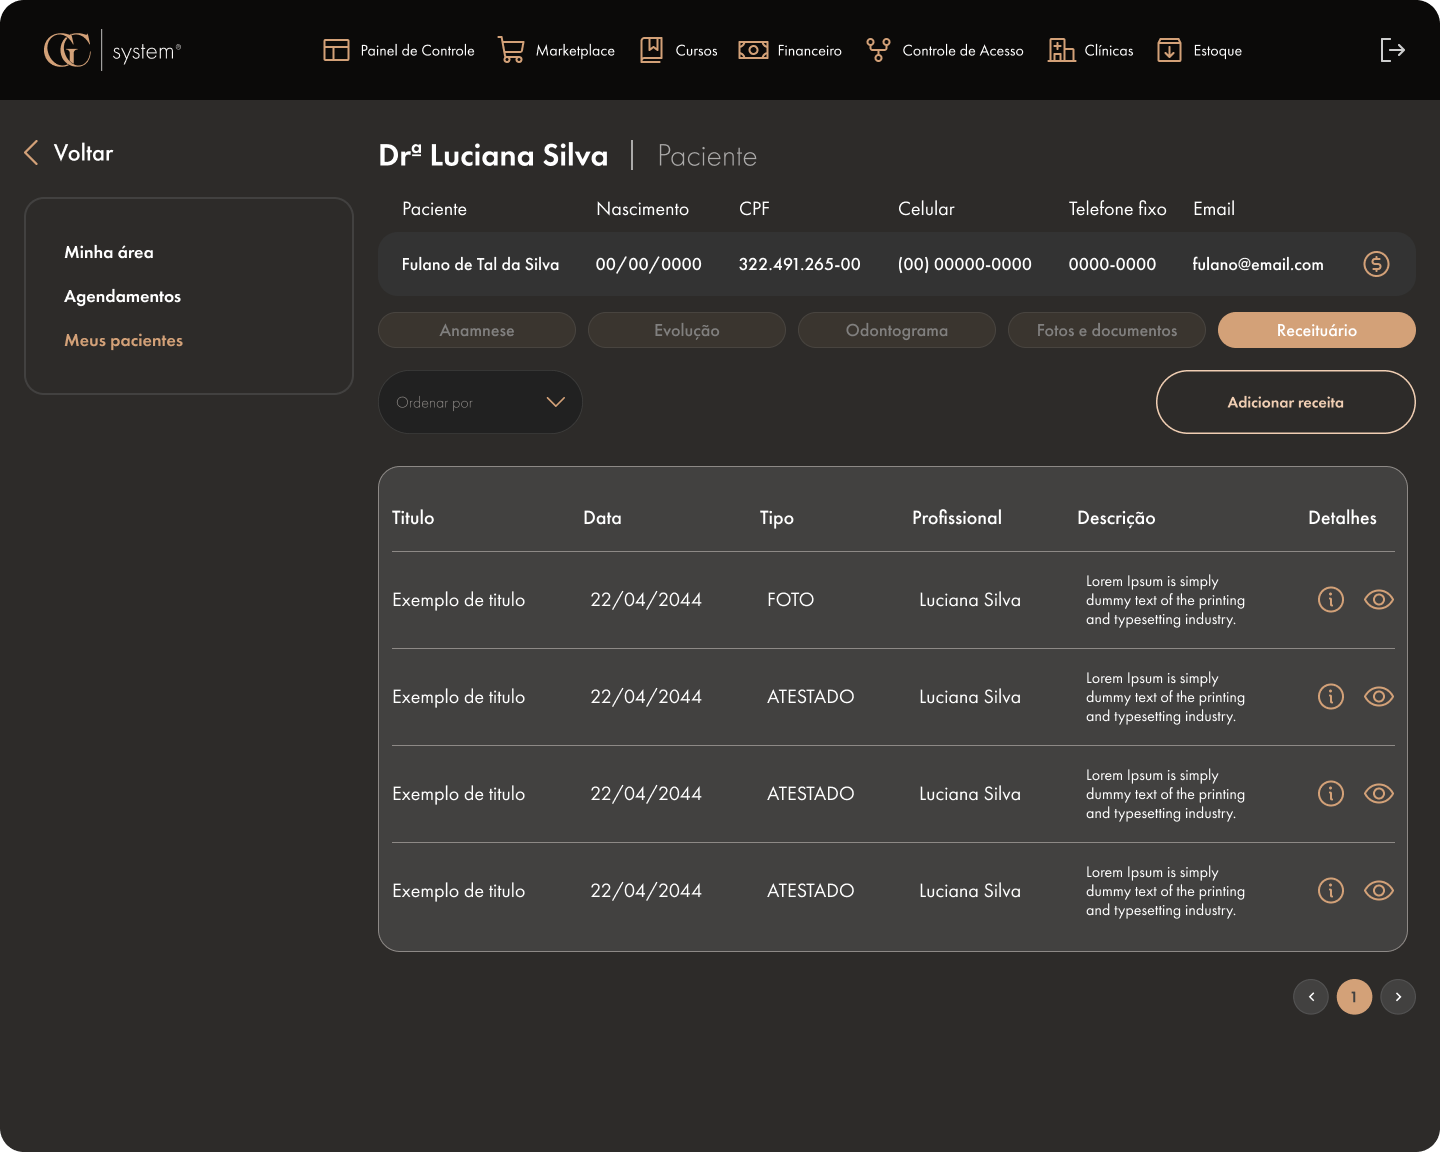 GC system®
Painel de Controle
Marketplace
Cursos
Financeiro
Controle de Acesso
Clínicas
Estoque
Voltar
Minha área
Agendamentos
Meus pacientes
Drª Luciana Silva | Paciente
Paciente Nascimento CPF Celular Telefone fixo Email
Fulano de Tal da Silva 00/00/0000 322.491.265-00 (00) 00000-0000 0000-0000 fulano@email.com
Anamnese Evolução Odontograma Fotos e documentos Receituário
Ordenar por
Adicionar receita
Titulo Data Tipo Profissional Descrição Detalhes
Exemplo de titulo 22/04/2044 FOTO Luciana Silva
Lorem Ipsum is simply
dummy text of the printing
and typesetting industry.
Exemplo de titulo 22/04/2044 ATESTADO Luciana Silva
Lorem Ipsum is simply
dummy text of the printing
and typesetting industry.
Exemplo de titulo 22/04/2044 ATESTADO Luciana Silva
Lorem Ipsum is simply
dummy text of the printing
and typesetting industry.
Exemplo de titulo 22/04/2044 ATESTADO Luciana Silva
Lorem Ipsum is simply
dummy text of the printing
and typesetting industry.
1